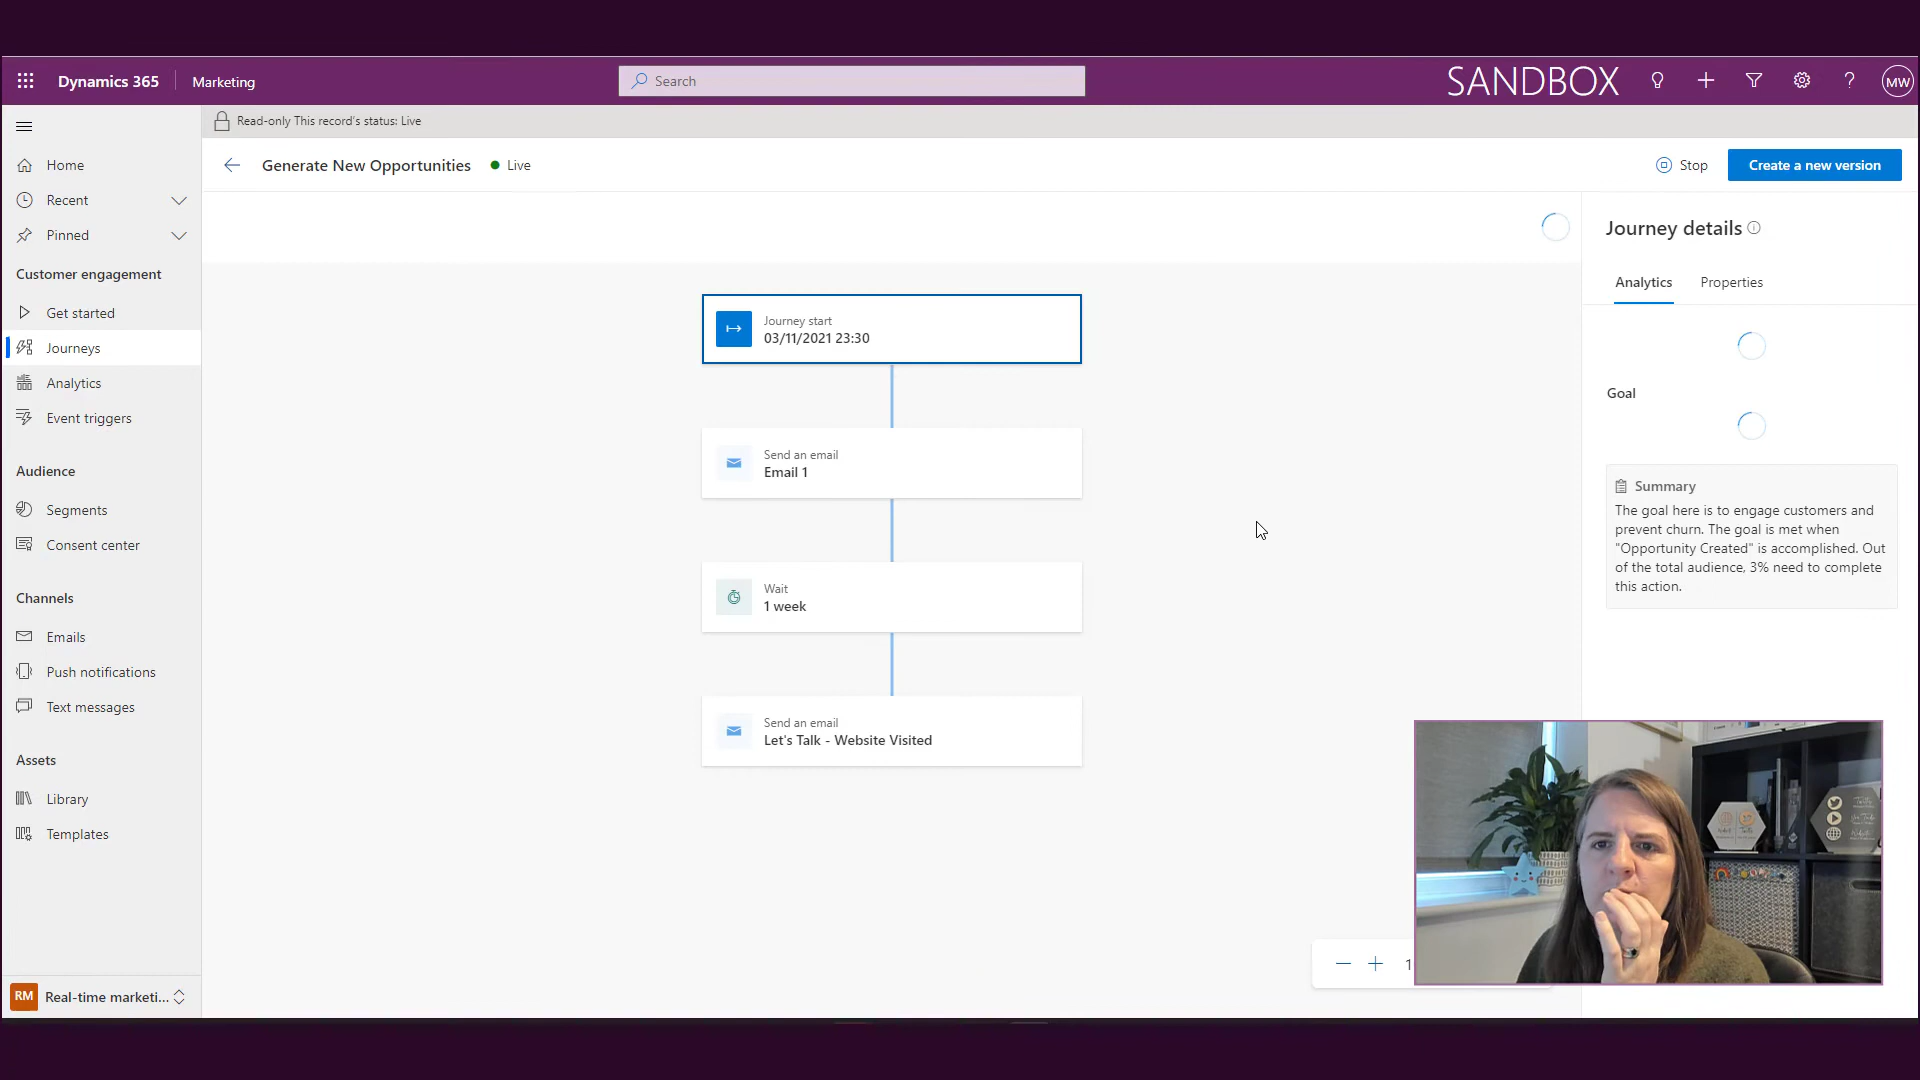 Dynamics 365
Marketing
Search
SANDBOX
MW
Read-only This record's status: Live
Home
Recent
Pinned
Customer engagement
Get started
Journeys
Analytics
Event triggers
Audience
Segments
Consent center
Channels
Emails
Push notifications
Text messages
Assets
Library
Templates
RM
Real-time marketi...
Generate New Opportunities
Live
Stop
Create a new version
Journey start
03/11/2021 23:30
Send an email
Email 1
Wait
1 week
Send an email
Let's Talk - Website Visited
Journey details
Analytics
Properties
Goal
Summary
The goal here is to engage customers and
prevent churn. The goal is met when
"Opportunity Created" is accomplished. Out
of the total audience, 3% need to complete
this action.
1